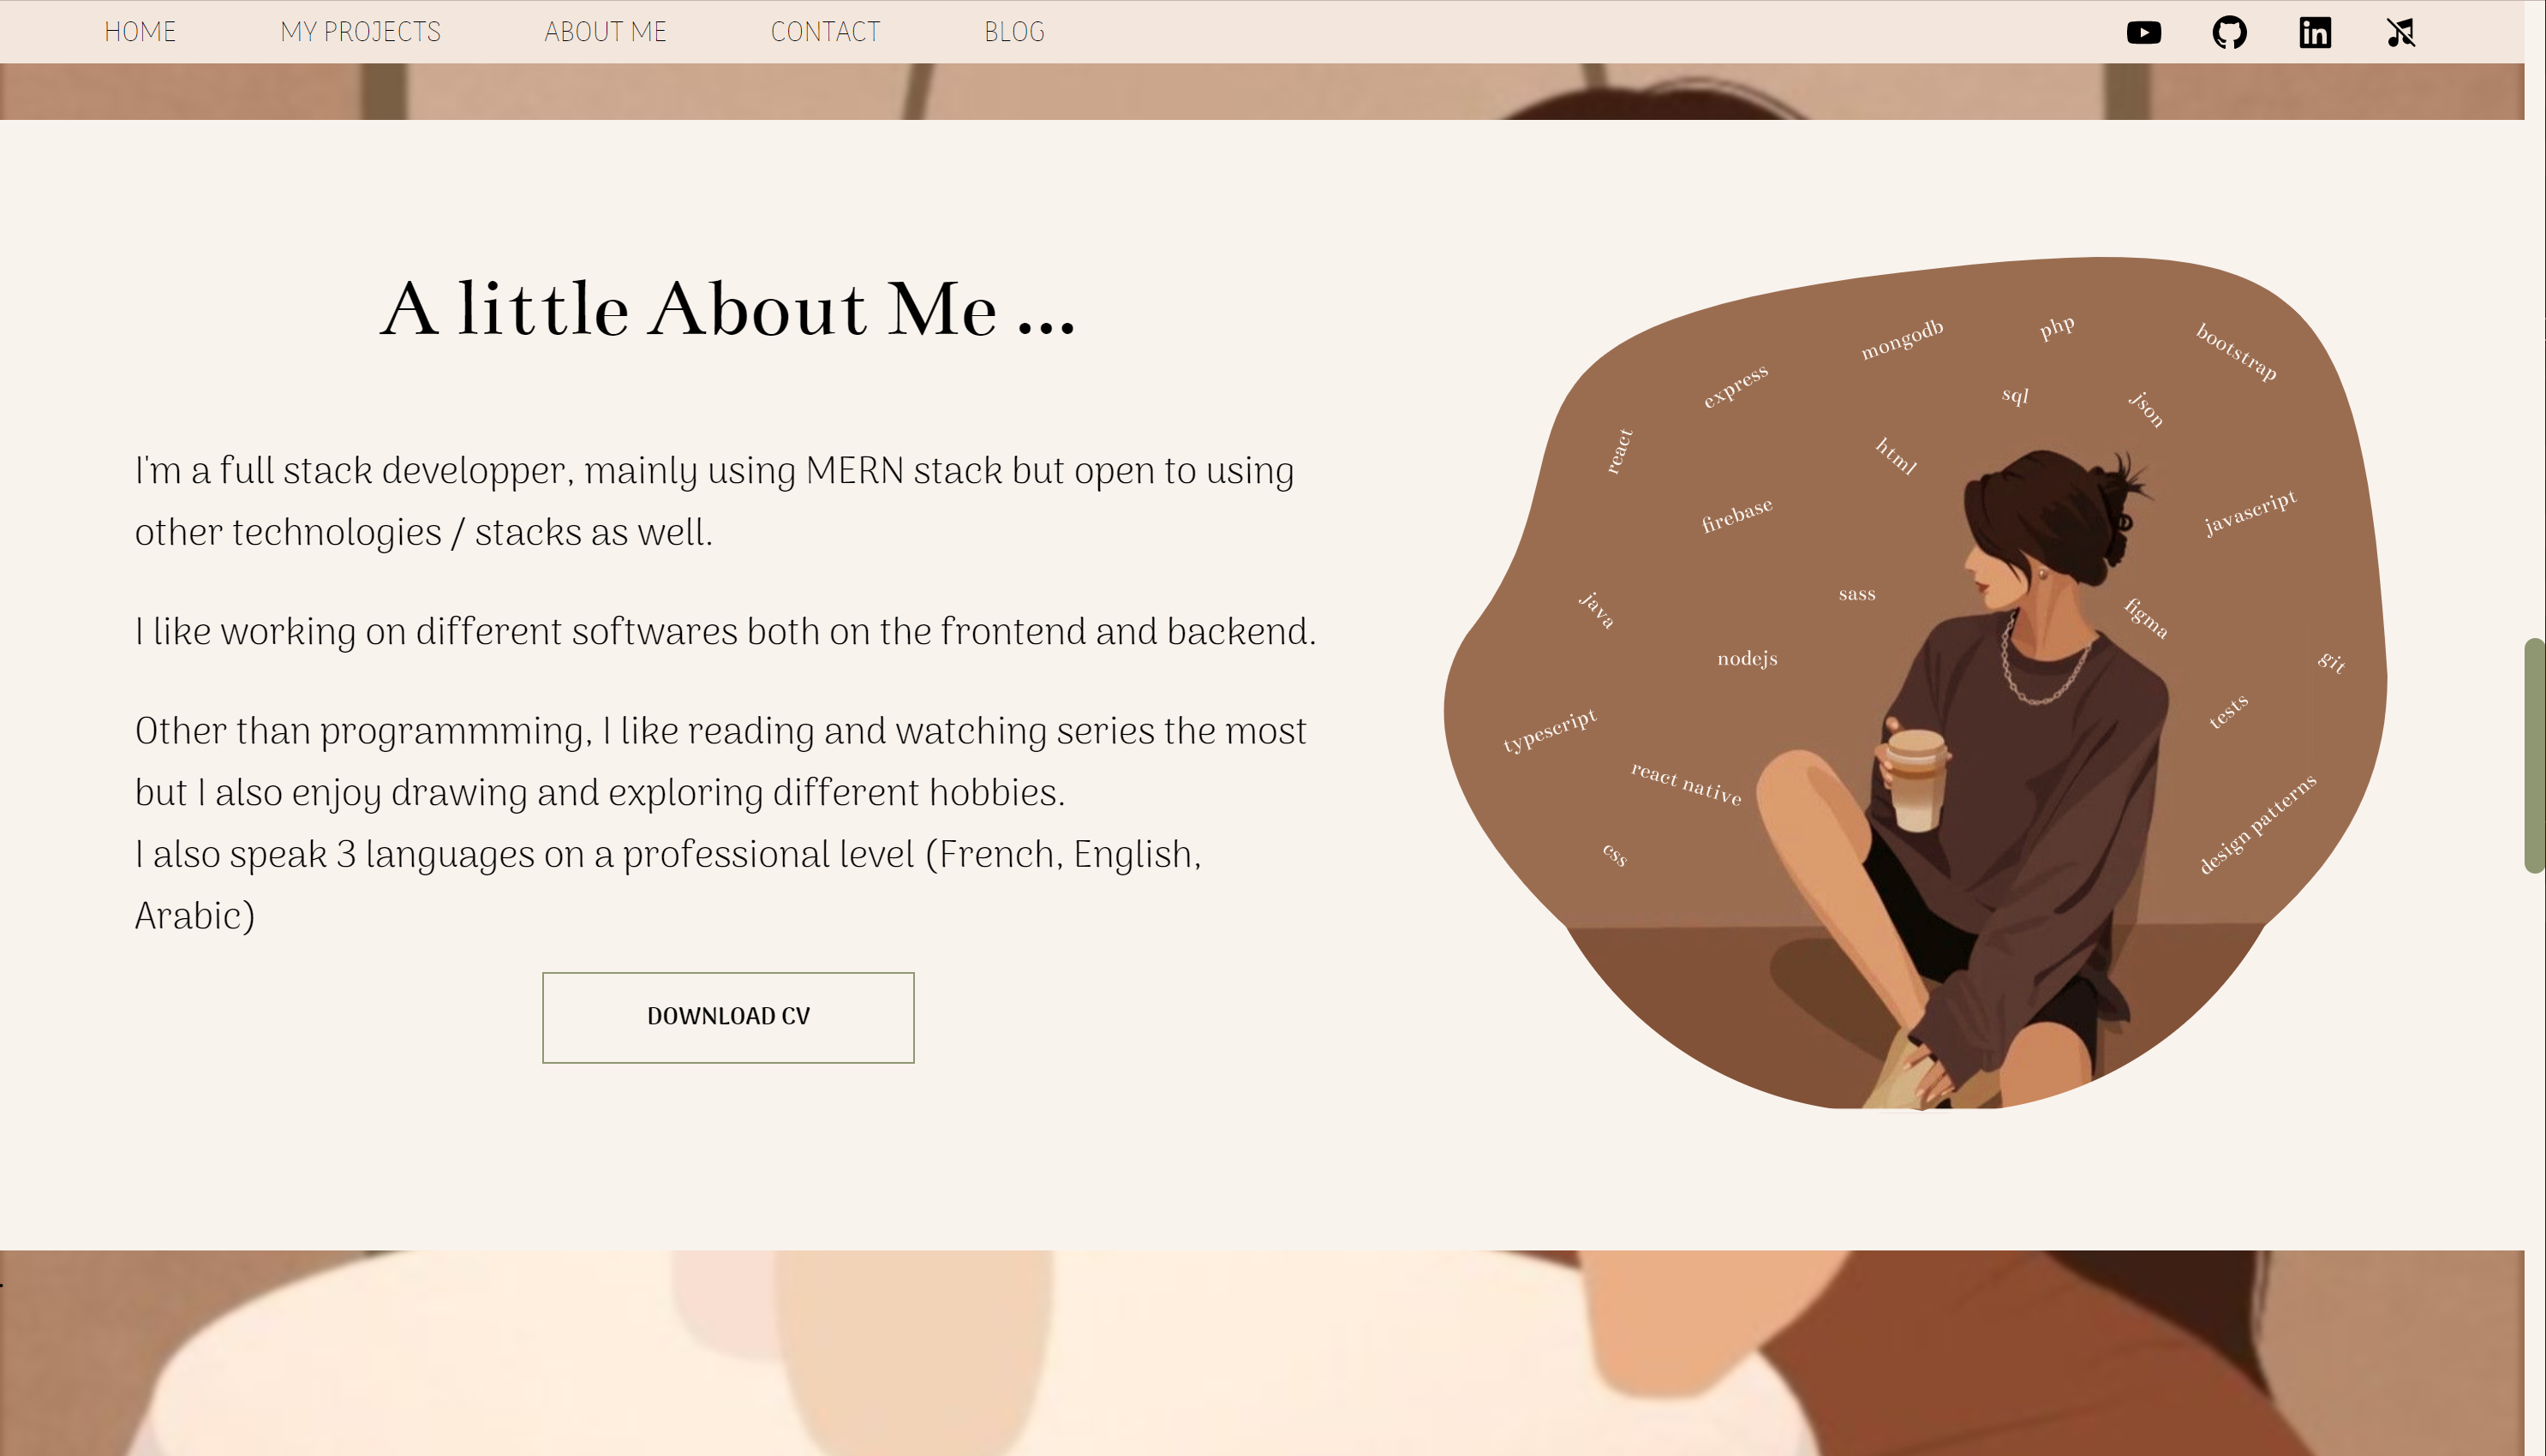 HOME MY PROJECTS ABOUT ME CONTACT BLOG
A little About Me ...
I'm a full stack developper, mainly using MERN stack but open to using
other technologies / stacks as well.
I like working on different softwares both on the frontend and backend.
Other than programmming, I like reading and watching series the most
but I also enjoy drawing and exploring different hobbies.
I also speak 3 languages on a professional level (French, English,
Arabic)
DOWNLOAD CV
mongodb
php
bootstrap
express
sql
json
react
html
firebase
javascript
java
sass
figma
nodejs
git
typescript
tests
react native
design patterns
css